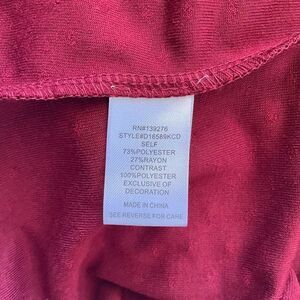 RN#139276
STYLE#D16589KCD
SELF
73%POLYESTER
27%RAYON
CONTRAST
100%POLYESTER
EXCLUSIVE OF
DECORATION
MADE IN CHINA
SEE REVERSE FOR CARE